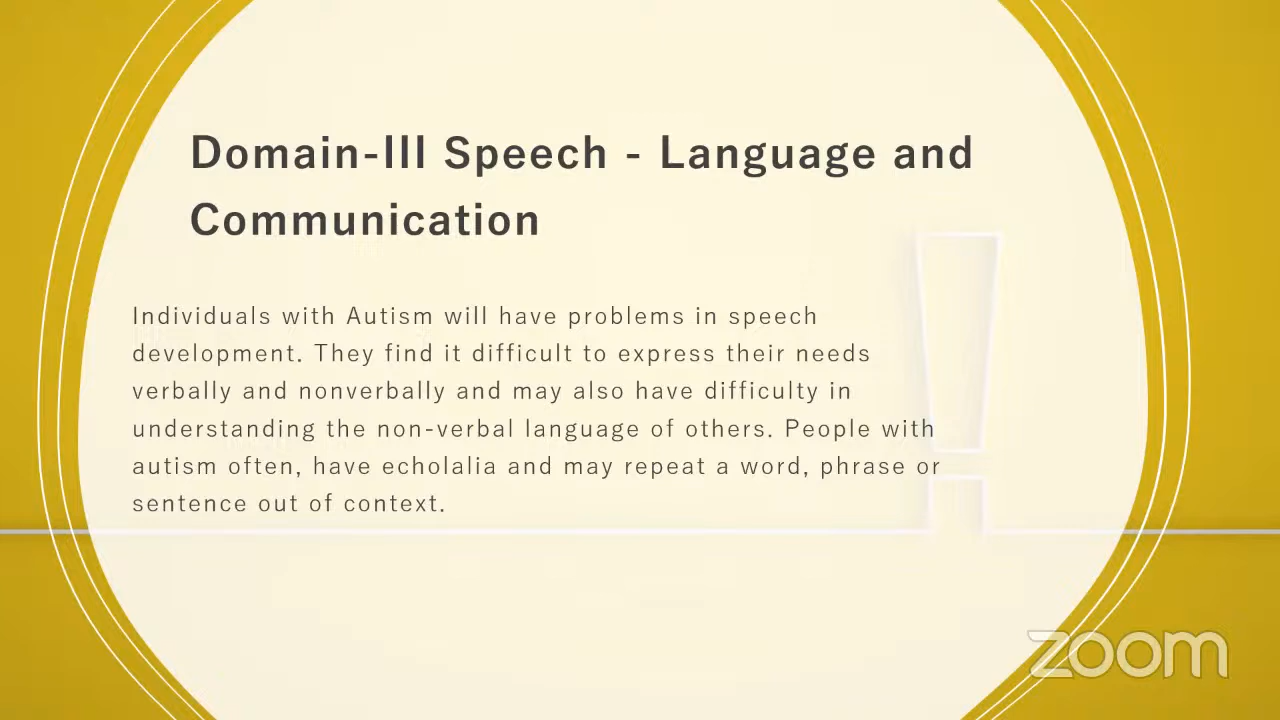 Domain-III Speech - Language and
Communication
Individuals with Autism will have problems in speech
development. They find it difficult to express their needs
verbally and nonverbally and may also have difficulty in
understanding the non-verbal language of others. People with
autism often, have echolalia and may repeat a word, phrase or
sentence out of context.
zoom